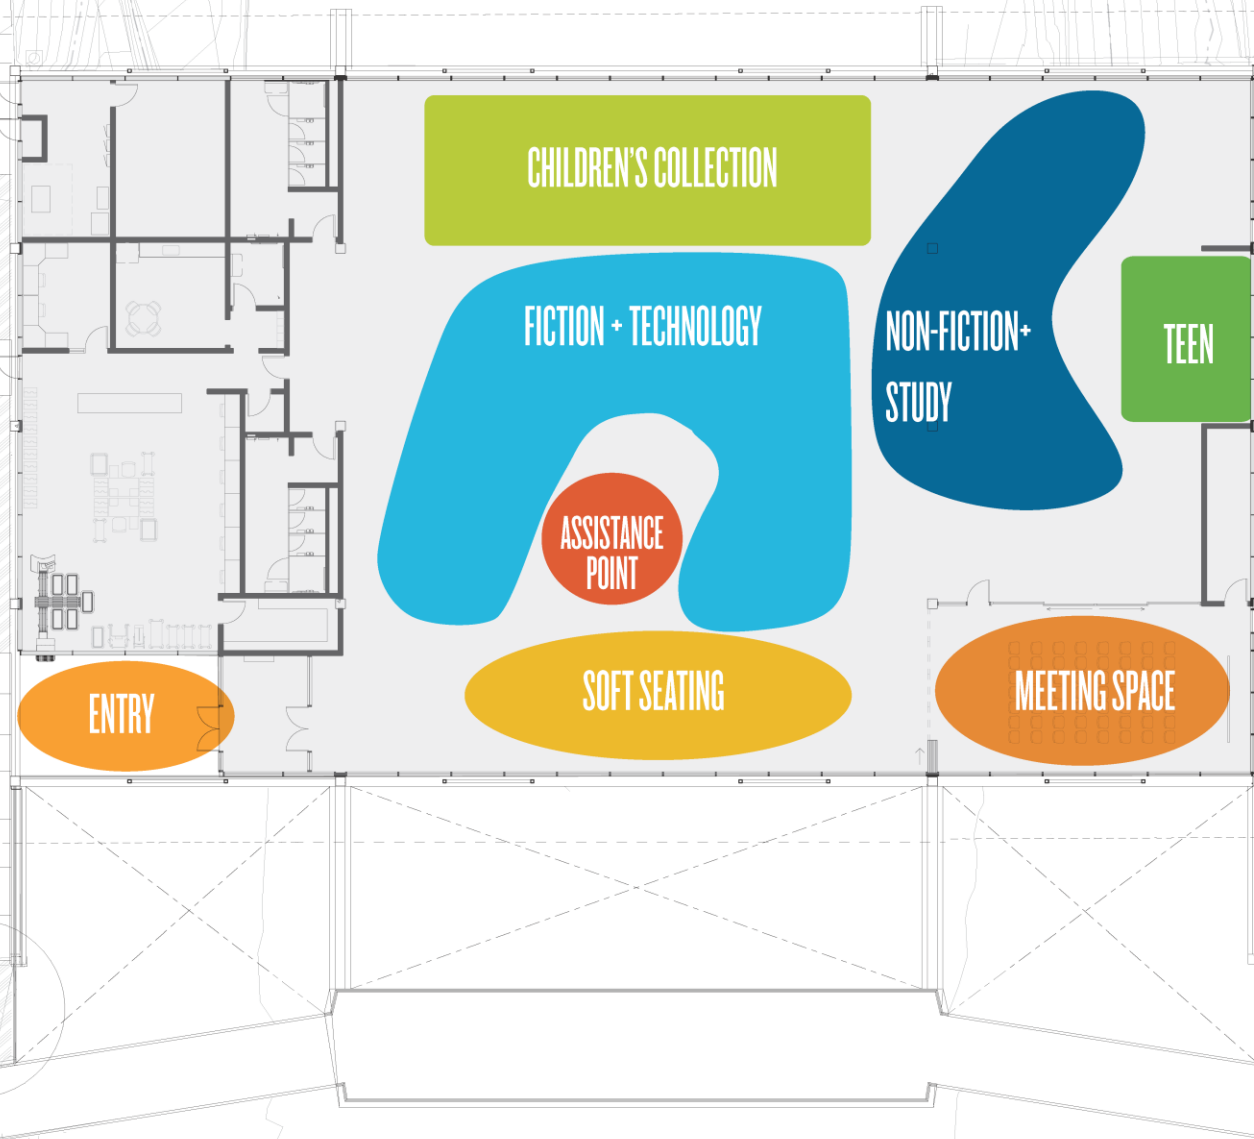 CHILDREN'S COLLECTION
FICTION + TECHNOLOGY
NON-FICTION+
STUDY
TEEN
ASSISTANCE
POINT
SOFT SEATING
ENTRY
MEETING SPACE